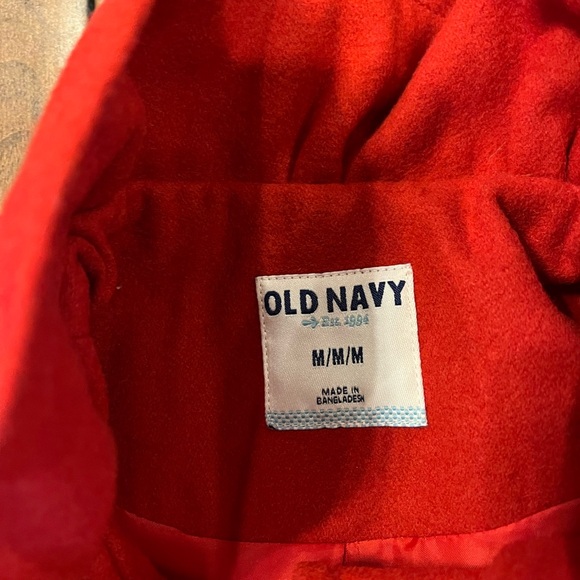 OLD NAVY
Est. 1994
M/M/M
MADE IN
BANGLADESH